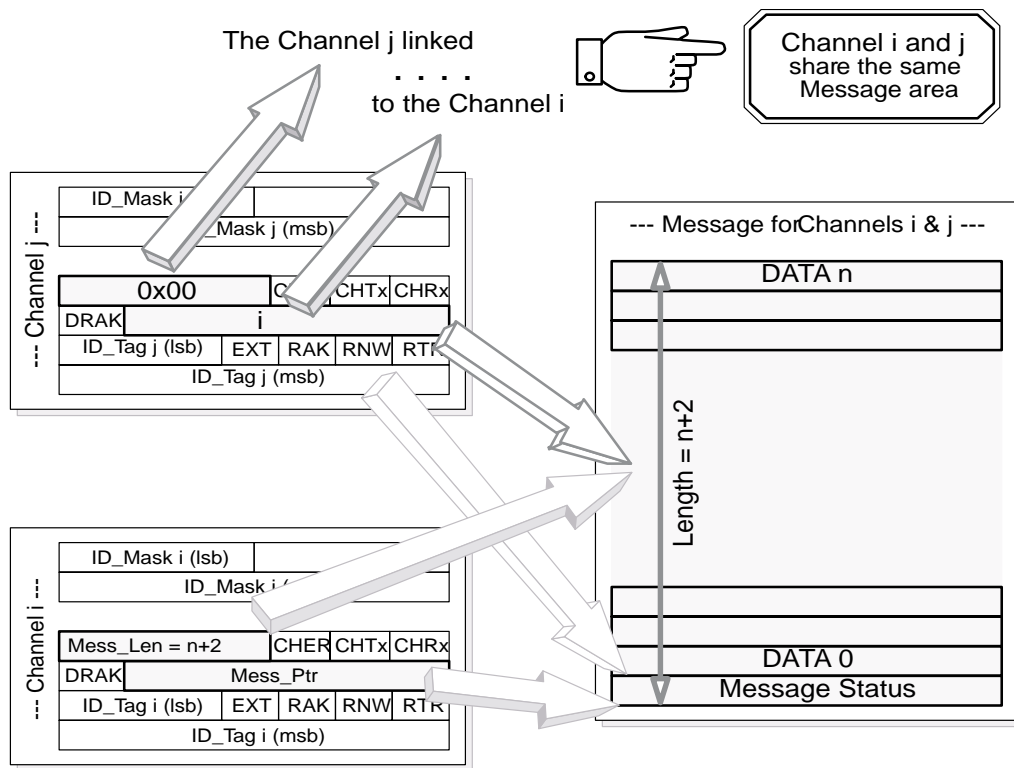 The Channel j linked
. . . .
to the Channel i
Channel i and j
share the same
Message area
--- Channel j ---
ID_Mask j
_Mask j (msb)
0x00 CHTx CHRx
DRAK i
ID_Tag j (lsb) EXT RAK RNW RTR
ID_Tag j (msb)
--- Channel i ---
ID_Mask i (lsb)
ID_Mask i
Mess_Len = n+2 CHER CHTx CHRx
DRAK Mess_Ptr
ID_Tag i (lsb) EXT RAK RNW RTR
ID_Tag i (msb)
--- Message forChannels i & j ---
DATA n
Length = n+2
DATA 0
Message Status